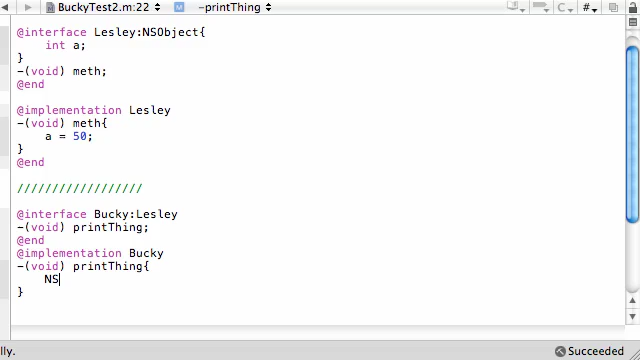 BuckyTest2.m:22 -printThing C #
@interface Lesley:NSObject{
int a;
}
-(void) meth;
@end
@implementation Lesley
-(void) meth{
a = 50;
}
@end
//////////////////
@interface Bucky:Lesley
-(void) printThing;
@end
@implementation Bucky
-(void) printThing{
NS
}
lly. Succeeded